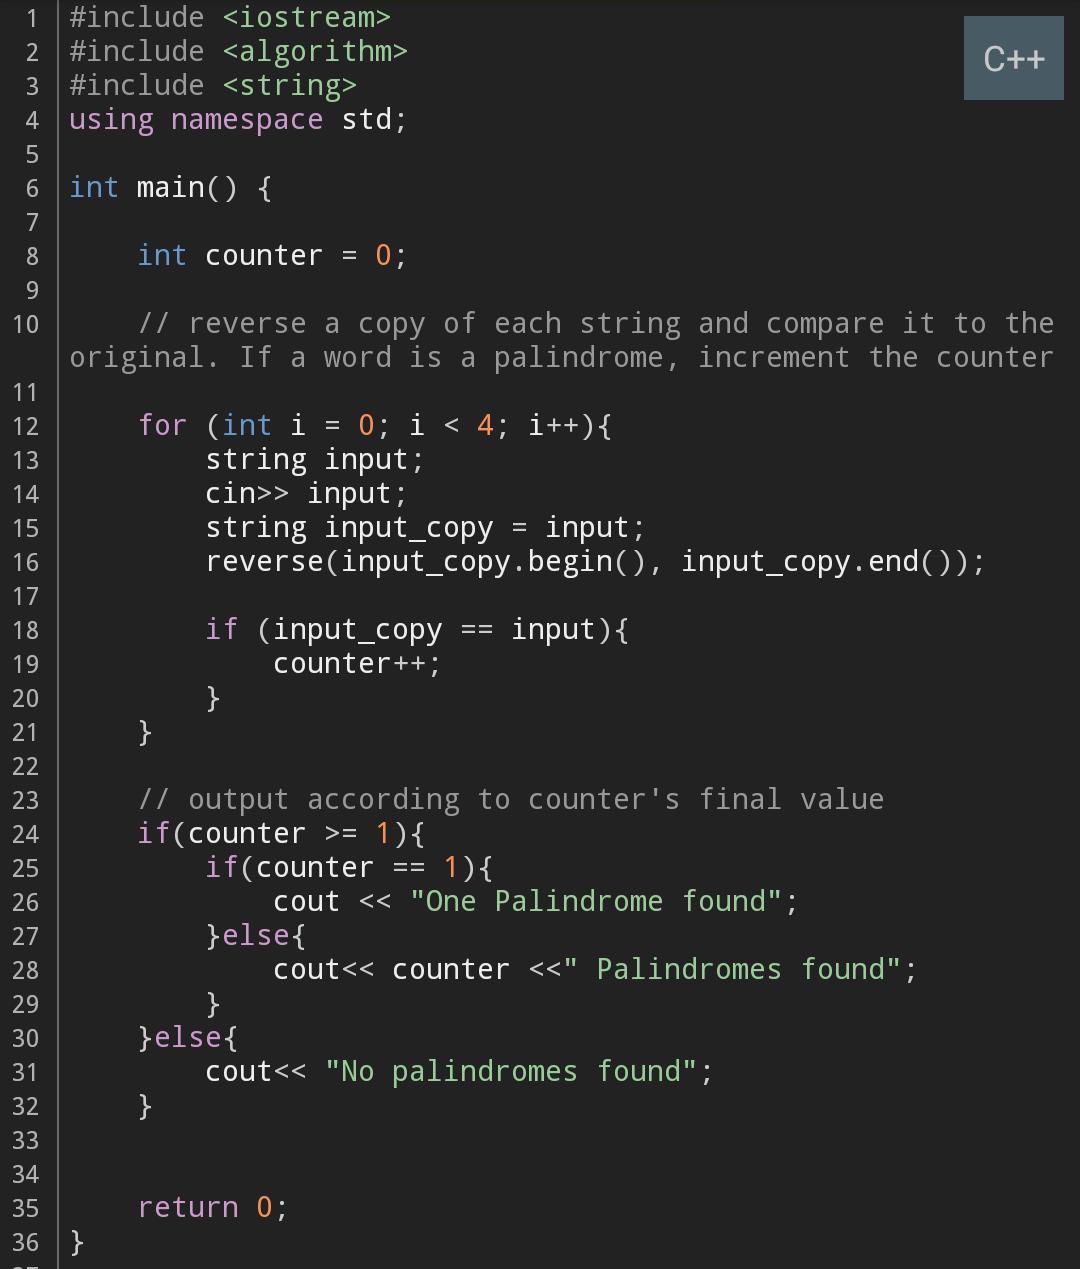 1 #include <iostream>
2 #include <algorithm>
3 #include <string>
C++
4 using namespace std;
5
6 int main() {
7
8     int counter = 0;
9
10     // reverse a copy of each string and compare it to the
original. If a word is a palindrome, increment the counter
11
12     for (int i = 0; i < 4; i++){
13         string input;
14         cin>> input;
15         string input_copy = input;
16         reverse(input_copy.begin(), input_copy.end());
17
18         if (input_copy == input){
19             counter++;
20         }
21     }
22
23     // output according to counter's final value
24     if(counter >= 1){
25         if(counter == 1){
26             cout << "One Palindrome found";
27         }else{
28             cout<< counter <<" Palindromes found";
29         }
30     }else{
31         cout<< "No palindromes found";
32     }
33
34
35     return 0;
36 }